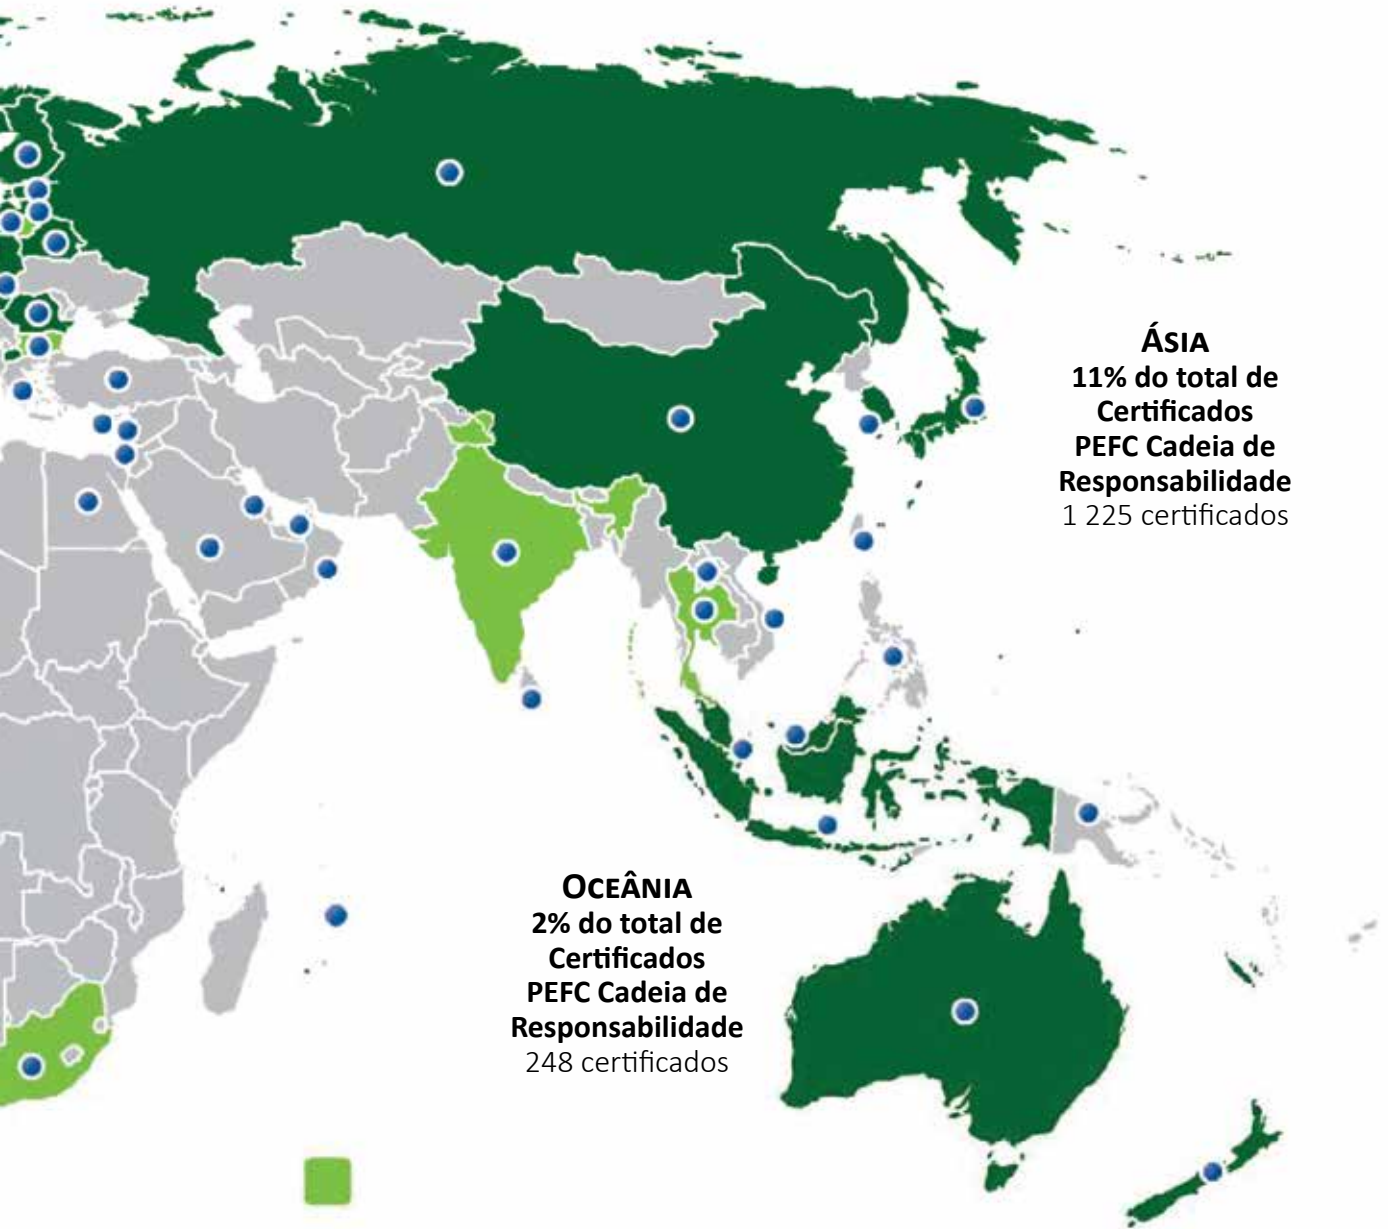 ÁSIA
11% do total de
Certificados
PEFC Cadeia de
Responsabilidade
1 225 certificados
OCEÂNIA
2% do total de
Certificados
PEFC Cadeia de
Responsabilidade
248 certificados